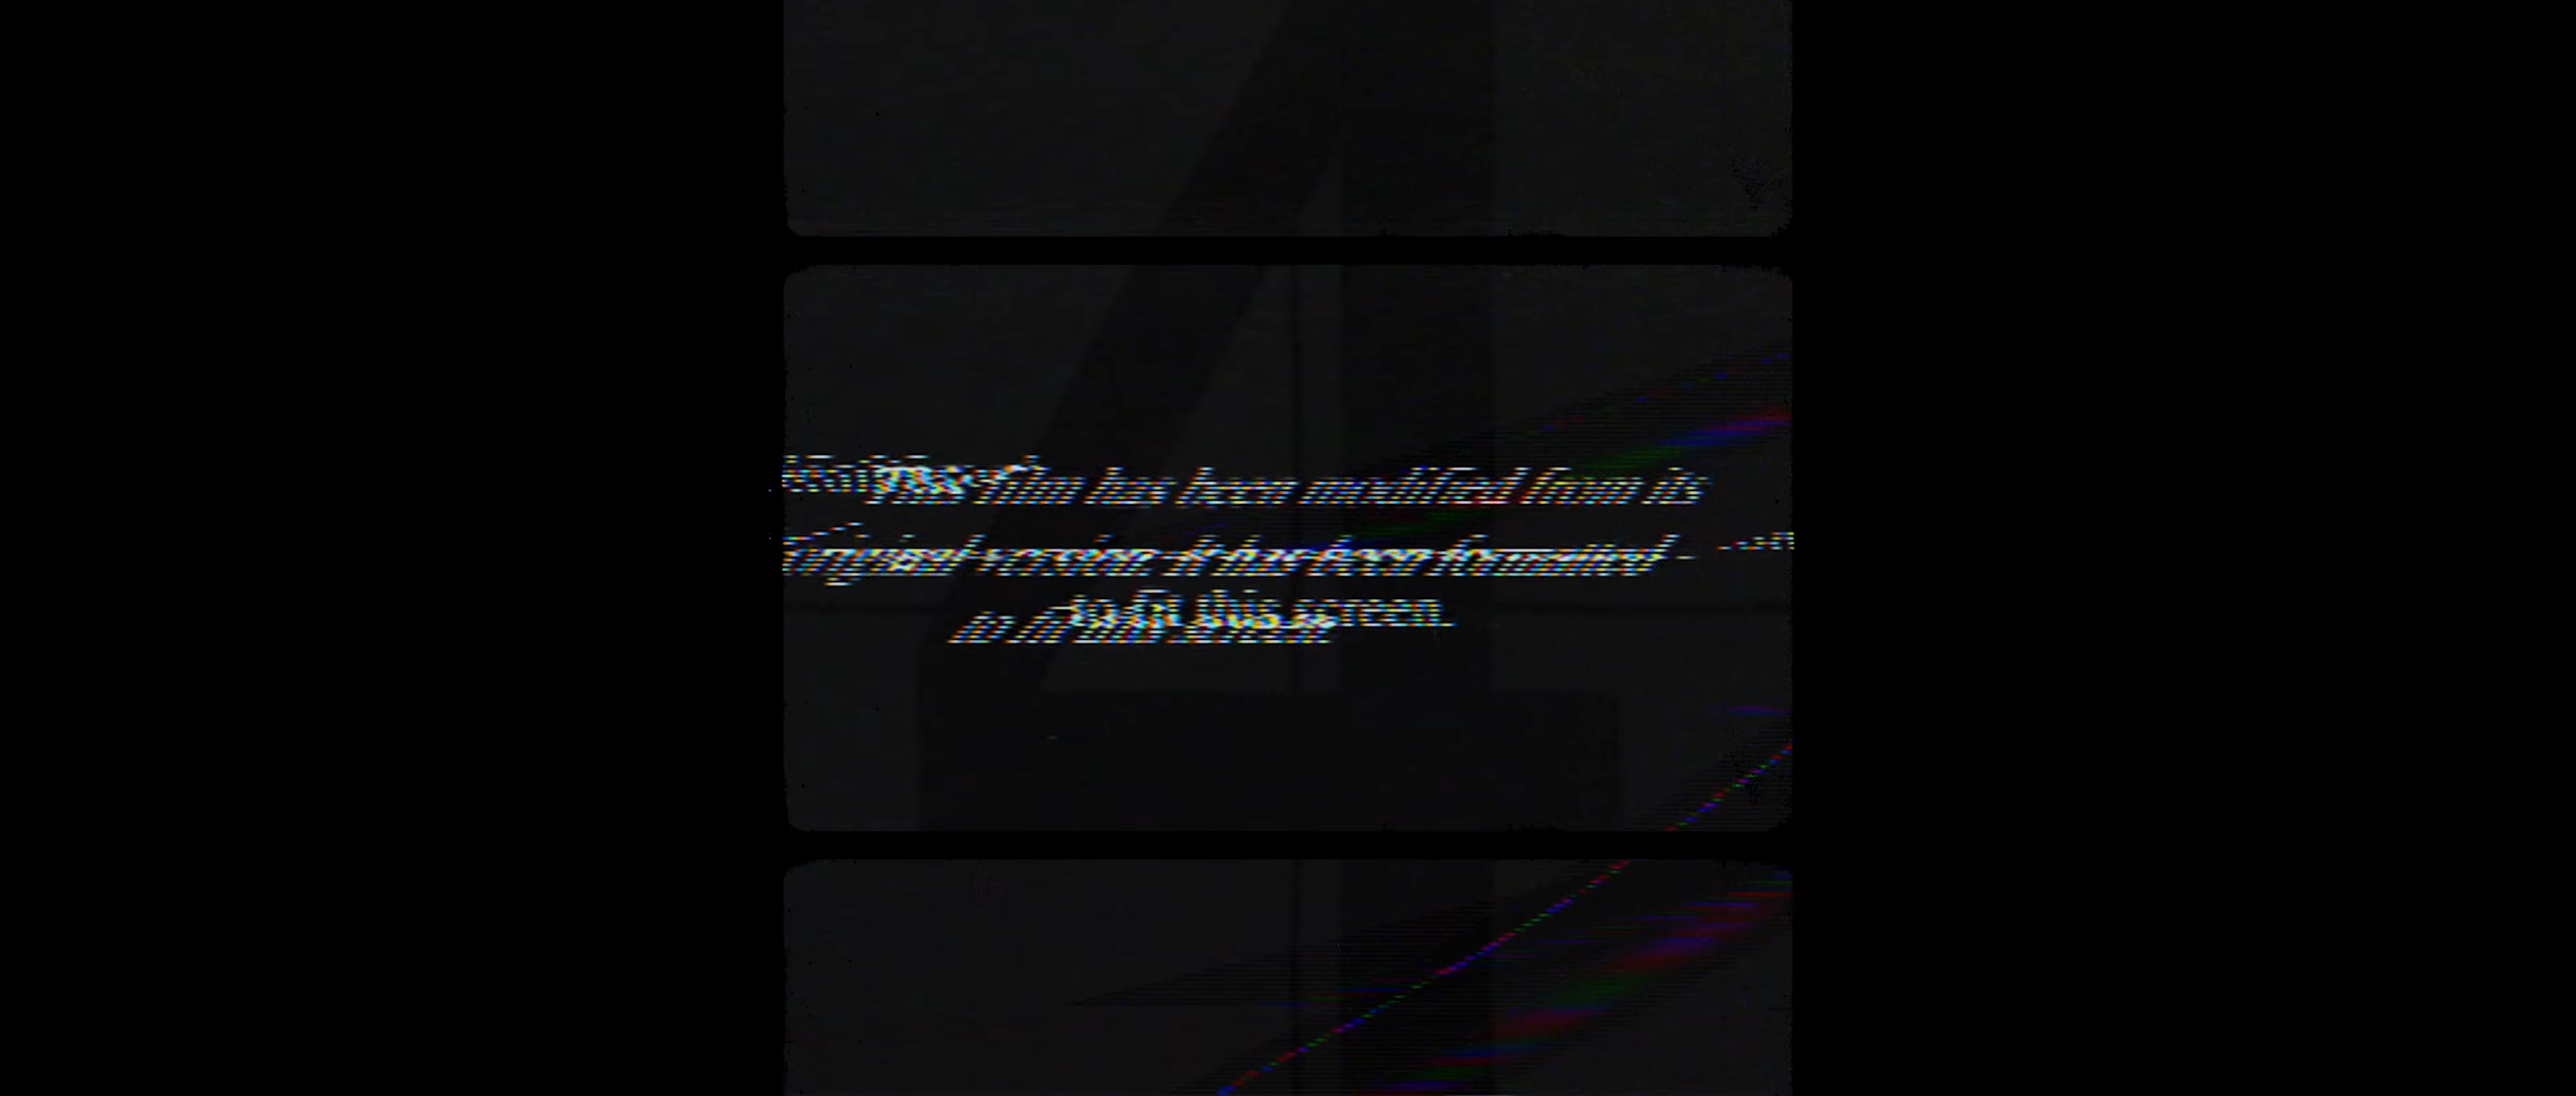 This film has been modified from its
original version. It has been formatted
to fit this screen.